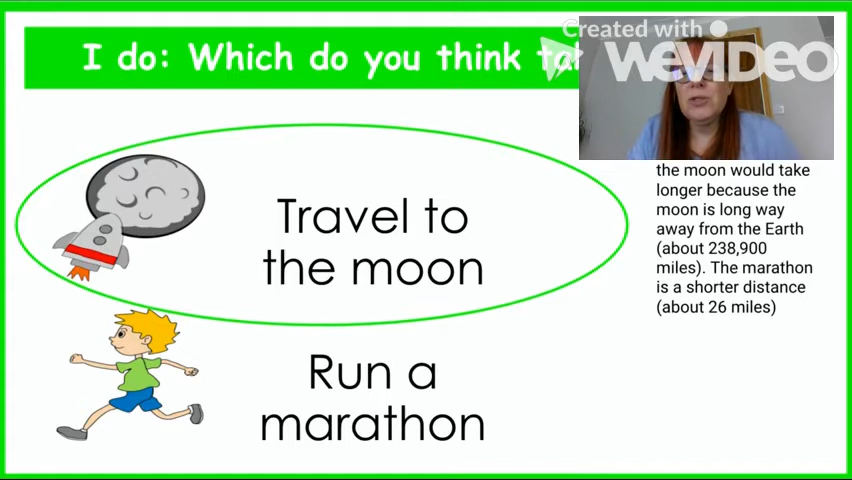 Created with
WEVIDEO
I do: Which do you think
Travel to
the moon
the moon would take
longer because the
moon is long way
away from the Earth
(about 238,900
miles). The marathon
is a shorter distance
(about 26 miles)
Run a
marathon